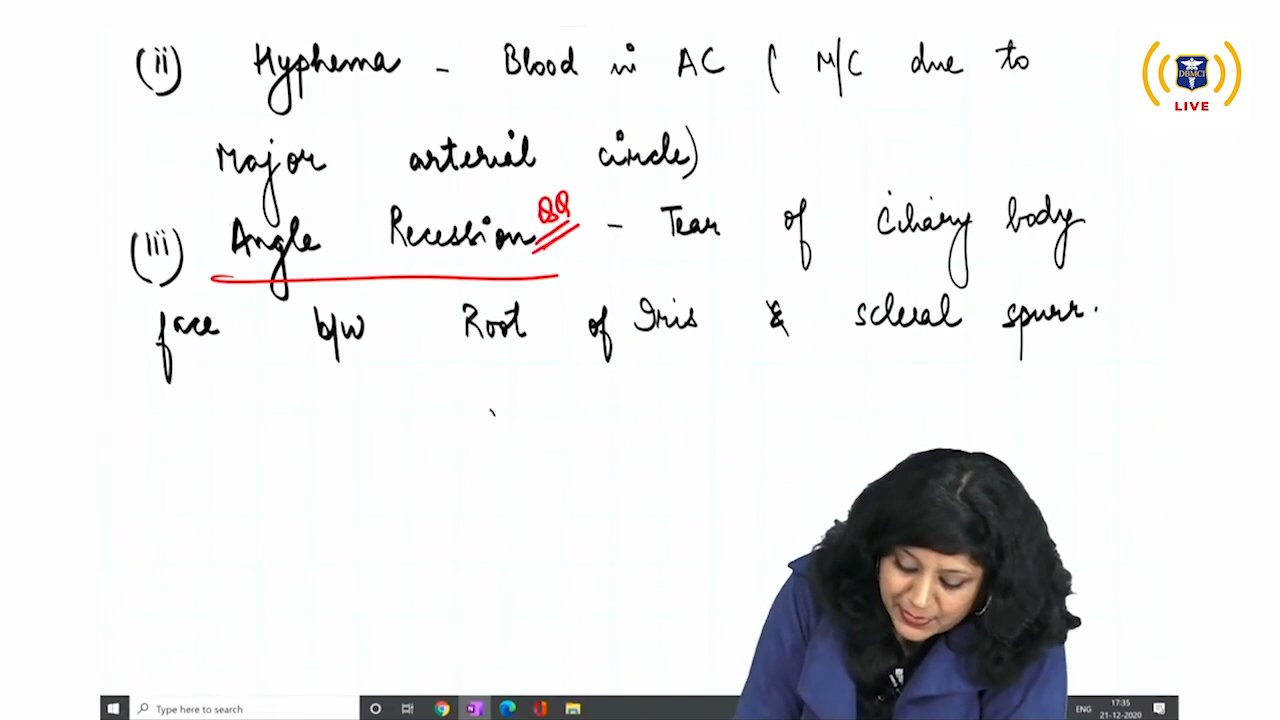 (ii) Hyphema - Blood in AC ( M/C due to
Major arterial circle)
(iii) Angle Recession QQ - Tear of Ciliary body
face b/w Root of Iris & scleral spurr.
DBMCI
LIVE
Type here to search
ENG
17:35
21-12-2020